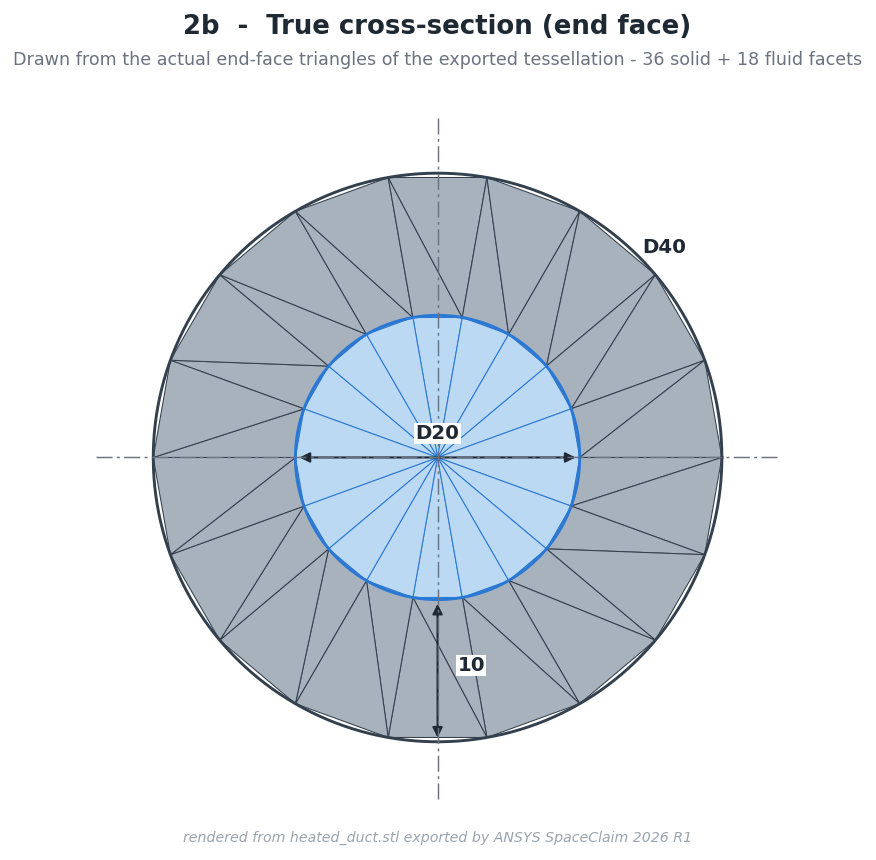 2b - True cross-section (end face)
Drawn from the actual end-face triangles of the exported tessellation - 36 solid + 18 fluid facets
D40
D20
10
rendered from heated_duct.stl exported by ANSYS SpaceClaim 2026 R1